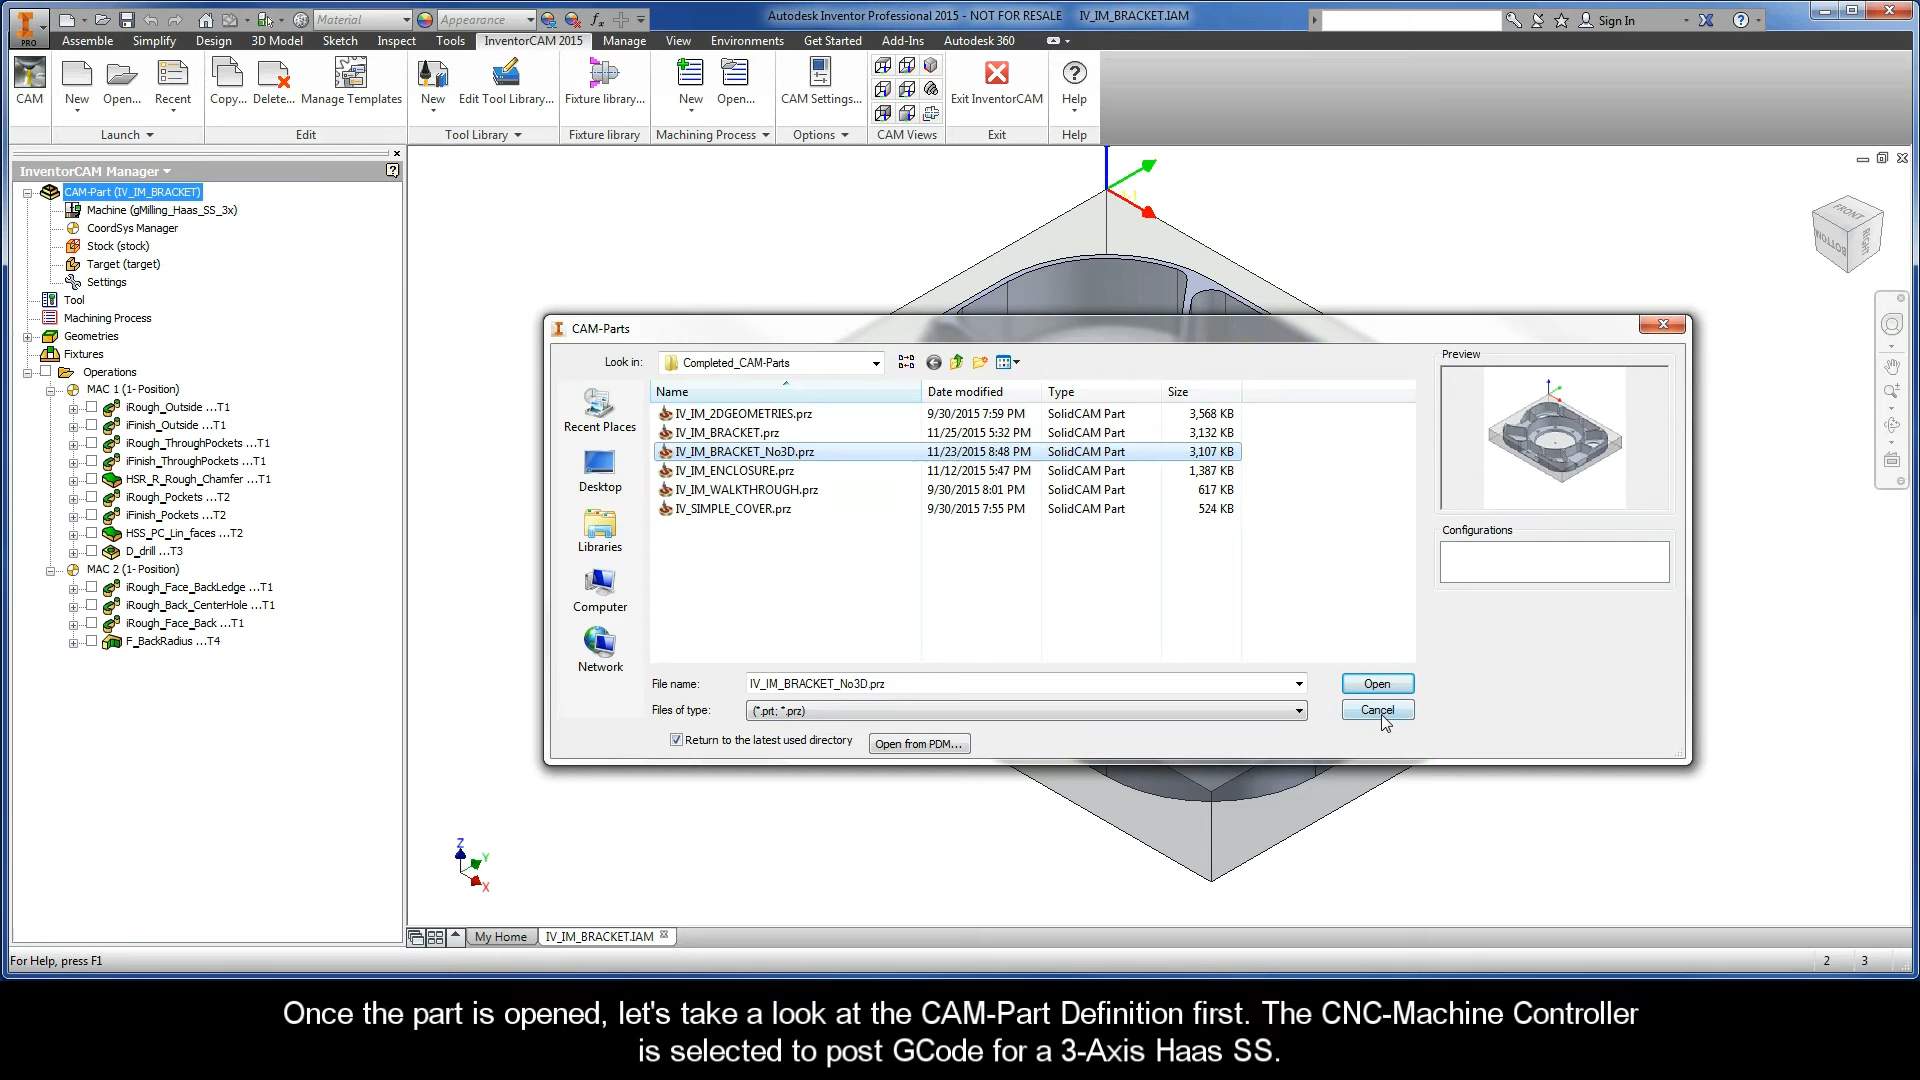 Material
Appearance
Autodesk Inventor Professional 2015 - NOT FOR RESALE IV_IM_BRACKET.IAM
Sign In
PRO
Assemble Simplify Design 3D Model Sketch Inspect Tools InventorCAM 2015 Manage View Environments Get Started Add-Ins Autodesk 360
CAM New Open... Recent Copy... Delete... Manage Templates New Edit Tool Library... Fixture library... New Open... CAM Settings... Exit InventorCAM Help
Launch Edit Tool Library Fixture library Machining Process Options CAM Views Exit Help
InventorCAM Manager
CAM-Part (IV_IM_BRACKET)
Machine (gMilling_Haas_SS_3x)
CoordSys Manager
Stock (stock)
Target (target)
Settings
Tool
Machining Process
Geometries
Fixtures
Operations
MAC 1 (1- Position)
iRough_Outside ...T1
iFinish_Outside ...T1
iRough_ThroughPockets ...T1
iFinish_ThroughPockets ...T1
HSR_R_Rough_Chamfer ...T1
iRough_Pockets ...T2
iFinish_Pockets ...T2
HSS_PC_Lin_faces ...T2
D_drill ...T3
MAC 2 (1- Position)
iRough_Face_BackLedge ...T1
iRough_Back_CenterHole ...T1
iRough_Face_Back ...T1
F_BackRadius ...T4
FRONT
BOTTOM
RIGHT
CAM-Parts
Look in: Completed_CAM-Parts
Name Date modified Type Size
IV_IM_2DGEOMETRIES.prz 9/30/2015 7:59 PM SolidCAM Part 3,568 KB
IV_IM_BRACKET.prz 11/25/2015 5:32 PM SolidCAM Part 3,132 KB
IV_IM_BRACKET_No3D.prz 11/23/2015 8:48 PM SolidCAM Part 3,107 KB
IV_IM_ENCLOSURE.prz 11/12/2015 5:47 PM SolidCAM Part 1,387 KB
IV_IM_WALKTHROUGH.prz 9/30/2015 8:01 PM SolidCAM Part 617 KB
IV_SIMPLE_COVER.prz 9/30/2015 7:55 PM SolidCAM Part 524 KB
Recent Places
Desktop
Libraries
Computer
Network
Preview
Configurations
File name: IV_IM_BRACKET_No3D.prz Open
Files of type: (*.prt; *.prz) Cancel
Return to the latest used directory Open from PDM...
Z
Y
X
My Home IV_IM_BRACKET.IAM
For Help, press F1 2 3
Once the part is opened, let's take a look at the CAM-Part Definition first. The CNC-Machine Controller
is selected to post GCode for a 3-Axis Haas SS.